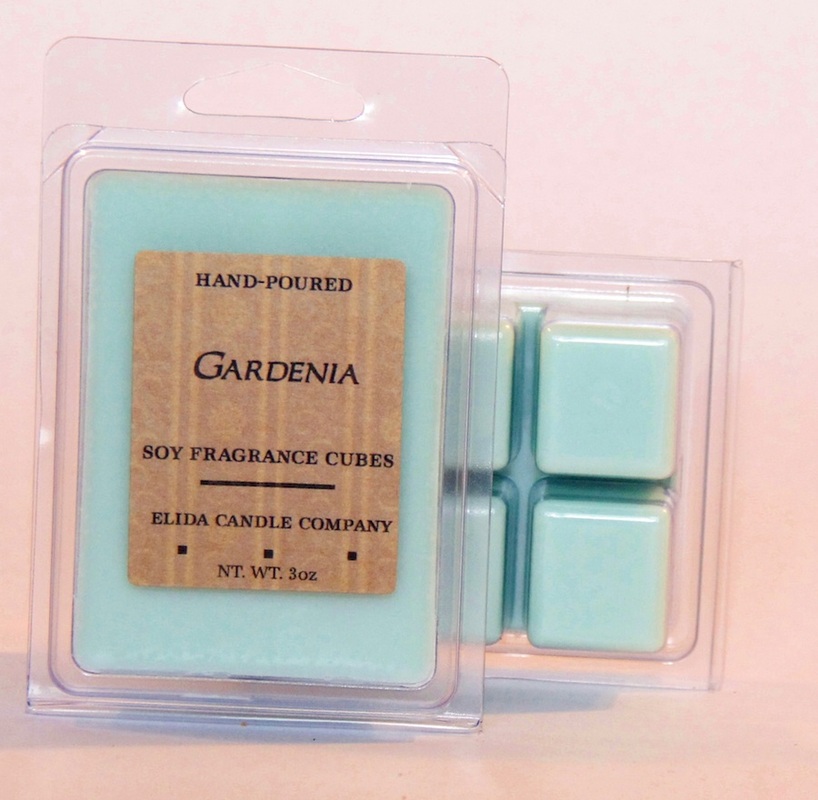 HAND-POURED
GARDENIA
SOY FRAGRANCE CUBES
ELIDA CANDLE COMPANY
NT. WT. 3oz